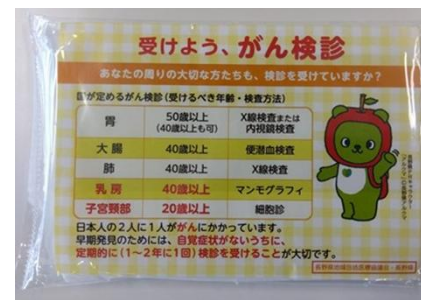 受けよう、がん検診
あなたの周りの大切な方たちも、検診を受けていますか?
国が定めるがん検診(受けるべき年齢・検査方法)
胃 50歳以上(40歳以上も可) X線検査または内視鏡検査
大腸 40歳以上 便潜血検査
肺 40歳以上 X線検査
乳房 40歳以上 マンモグラフィ
子宮頸部 20歳以上 細胞診
日本人の2人に1人ががんにかかっています。
早期発見のためには、自覚症状がないうちに、
定期的に(1〜2年に1回)検診を受けることが大切です。